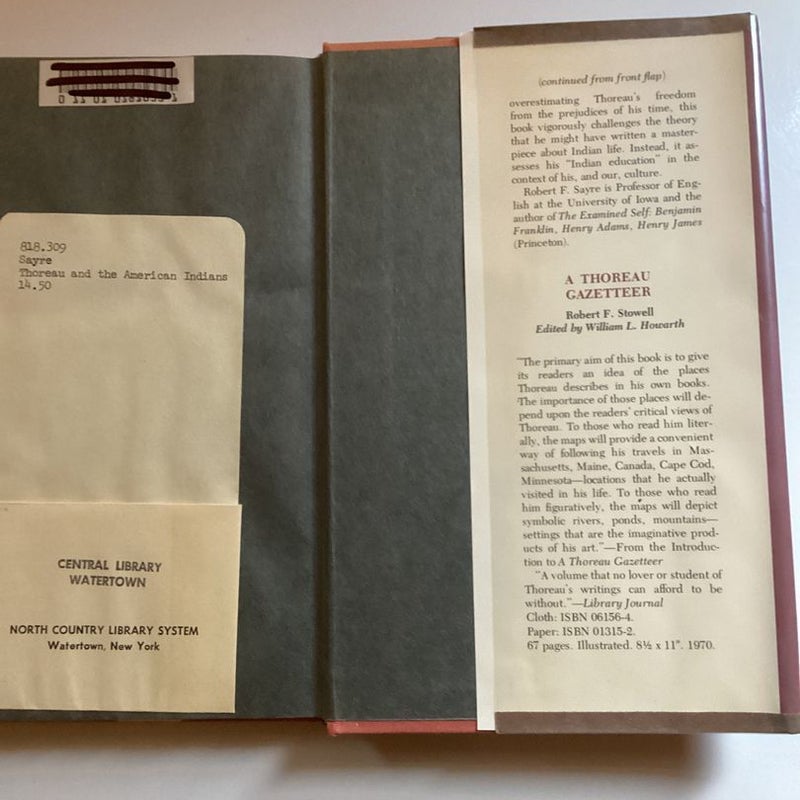 818.309
Sayre
Thoreau and the American Indians
14.50
CENTRAL LIBRARY
WATERTOWN
NORTH COUNTRY LIBRARY SYSTEM
Watertown, New York
(continued from front flap)
overestimating Thoreau's freedom
from the prejudices of his time, this
book vigorously challenges the theory
that he might have written a master-
piece about Indian life. Instead, it as-
sesses his "Indian education" in the
context of his, and our, culture.
Robert F. Sayre is Professor of Eng-
lish at the University of Iowa and the
author of The Examined Self: Benjamin
Franklin, Henry Adams, Henry James
(Princeton).
A THOREAU
GAZETTEER
Robert F. Stowell
Edited by William L. Howarth
"The primary aim of this book is to give
its readers an idea of the places
Thoreau describes in his own books.
The importance of those places will de-
pend upon the readers' critical views of
Thoreau. To those who read him liter-
ally, the maps will provide a convenient
way of following his travels in Mas-
sachusetts, Maine, Canada, Cape Cod,
Minnesota—locations that he actually
visited in his life. To those who read
him figuratively, the maps will depict
symbolic rivers, ponds, mountains—
settings that are the imaginative prod-
ucts of his art."—From the Introduc-
tion to A Thoreau Gazetteer
"A volume that no lover or student of
Thoreau's writings can afford to be
without."—Library Journal
Cloth: ISBN 06156-4.
Paper: ISBN 01315-2.
67 pages. Illustrated. 8½ x 11". 1970.